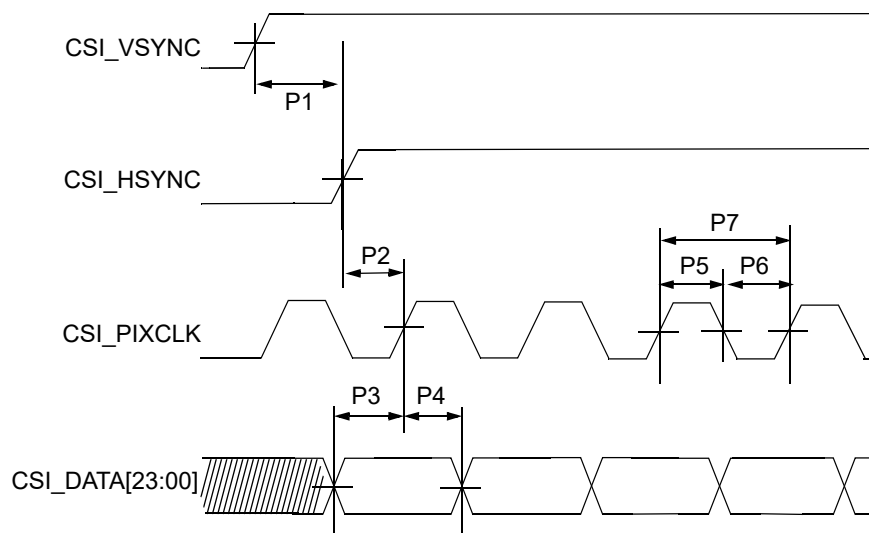 CSI_VSYNC
P1
CSI_HSYNC
P7
P2
P5
P6
CSI_PIXCLK
P3
P4
CSI_DATA[23:00]